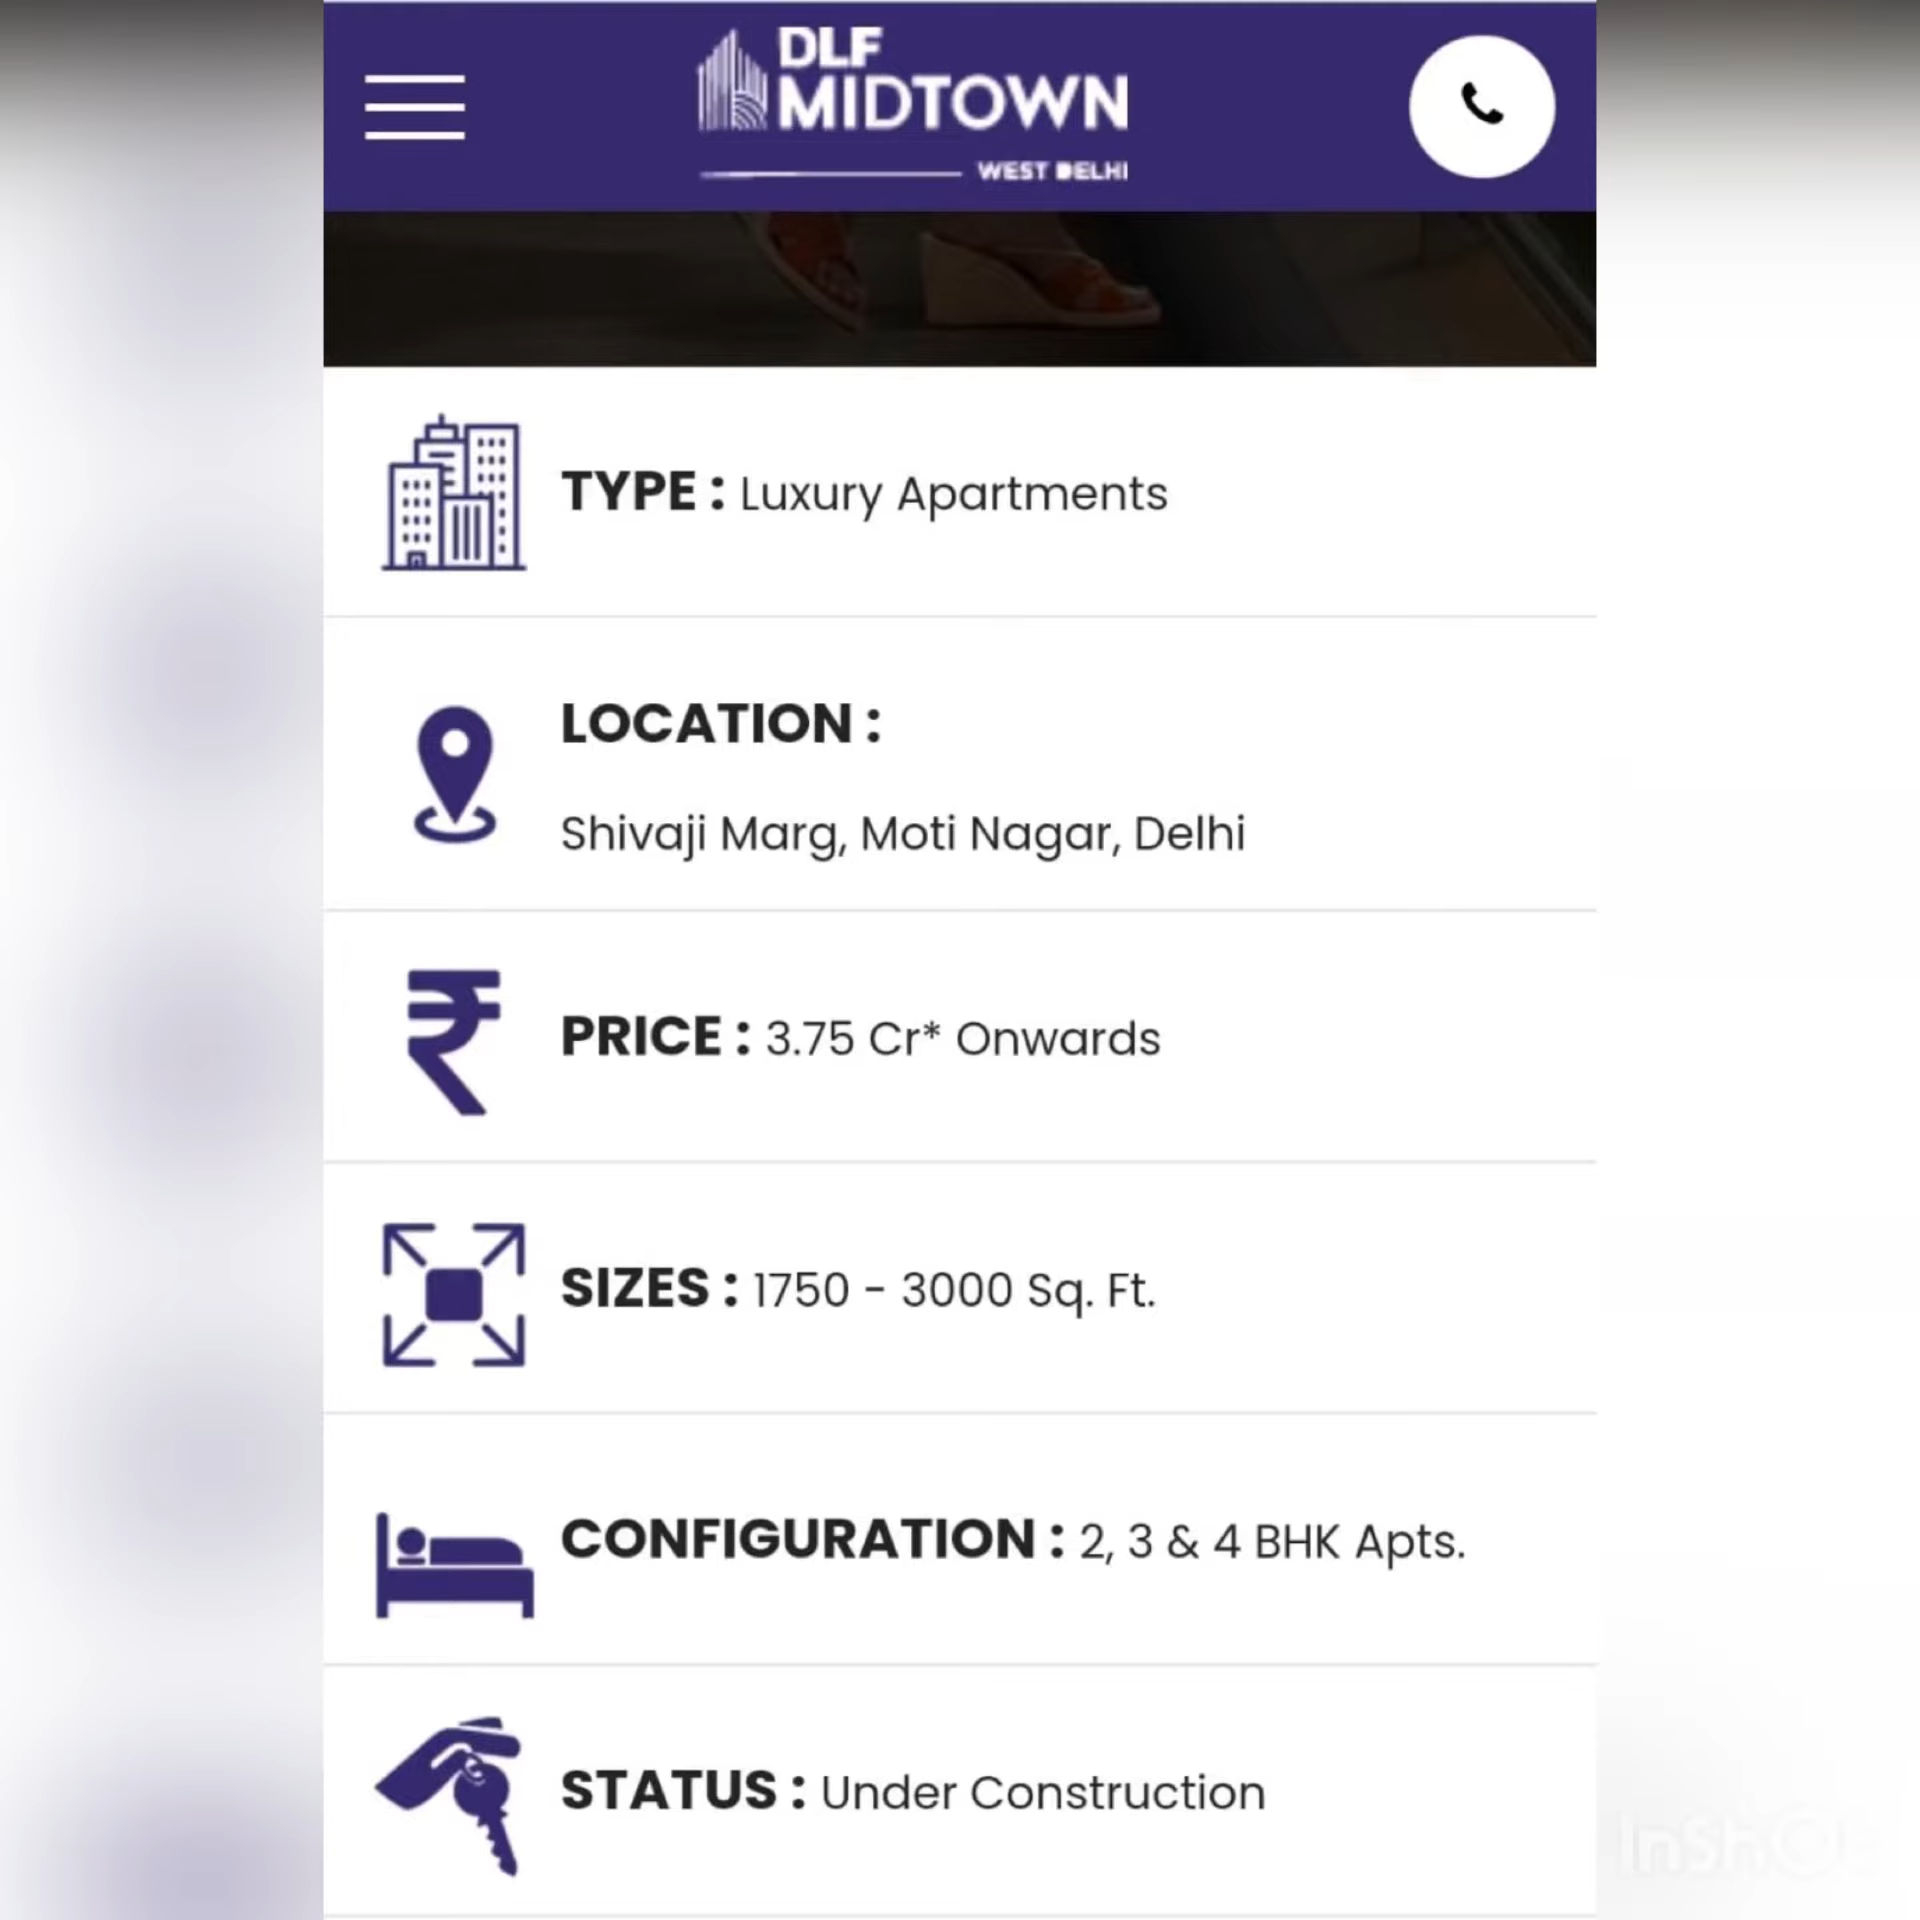 DLF
MIDTOWN
WEST DELHI
TYPE : Luxury Apartments
LOCATION :
Shivaji Marg, Moti Nagar, Delhi
PRICE : 3.75 Cr* Onwards
SIZES : 1750 - 3000 Sq. Ft.
CONFIGURATION : 2, 3 & 4 BHK Apts.
STATUS : Under Construction